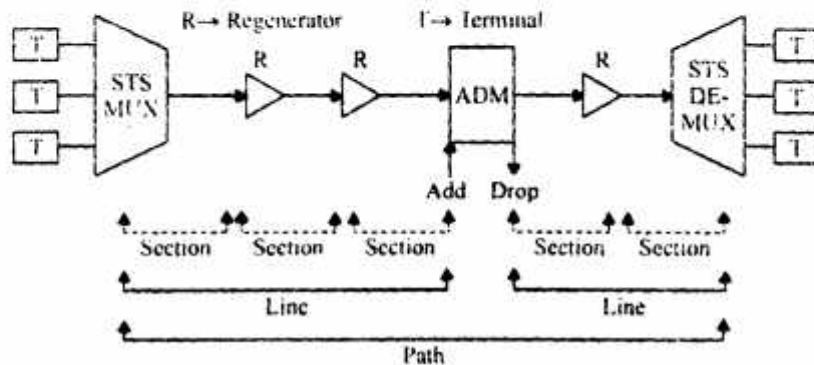 R→ Regenerator T→ Terminal
T STS MUX R R ADM R STS DE-MUX T
T T
T T
Add Drop
Section Section Section Section Section
Line Line
Path